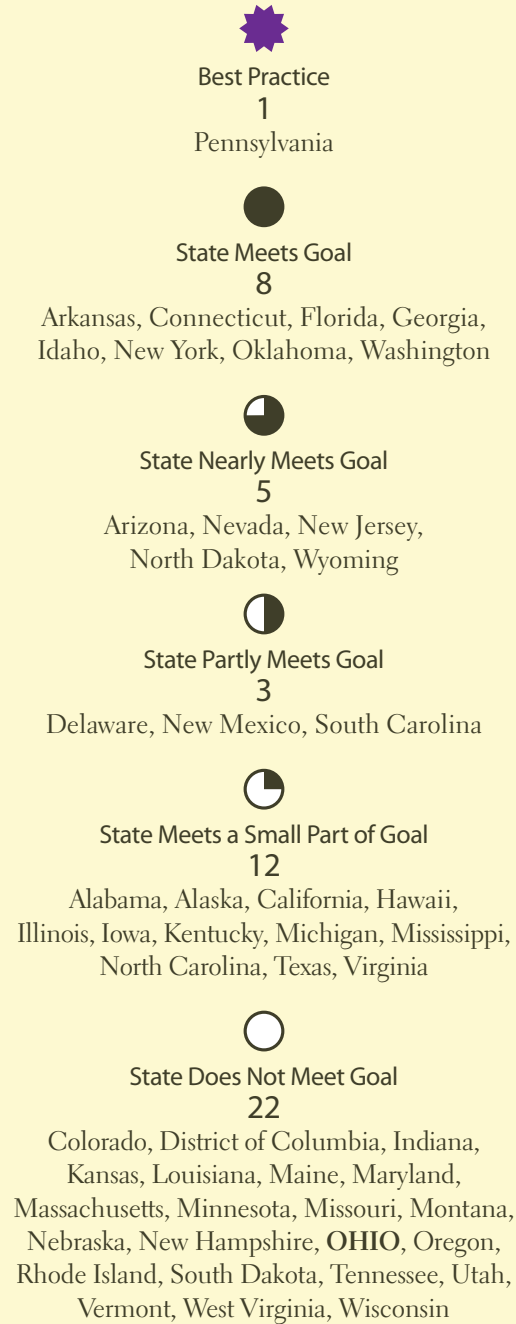 Best Practice
1
Pennsylvania
State Meets Goal
8
Arkansas, Connecticut, Florida, Georgia,
Idaho, New York, Oklahoma, Washington
State Nearly Meets Goal
5
Arizona, Nevada, New Jersey,
North Dakota, Wyoming
State Partly Meets Goal
3
Delaware, New Mexico, South Carolina
State Meets a Small Part of Goal
12
Alabama, Alaska, California, Hawaii,
Illinois, Iowa, Kentucky, Michigan, Mississippi,
North Carolina, Texas, Virginia
State Does Not Meet Goal
22
Colorado, District of Columbia, Indiana,
Kansas, Louisiana, Maine, Maryland,
Massachusetts, Minnesota, Missouri, Montana,
Nebraska, New Hampshire, OHIO, Oregon,
Rhode Island, South Dakota, Tennessee, Utah,
Vermont, West Virginia, Wisconsin